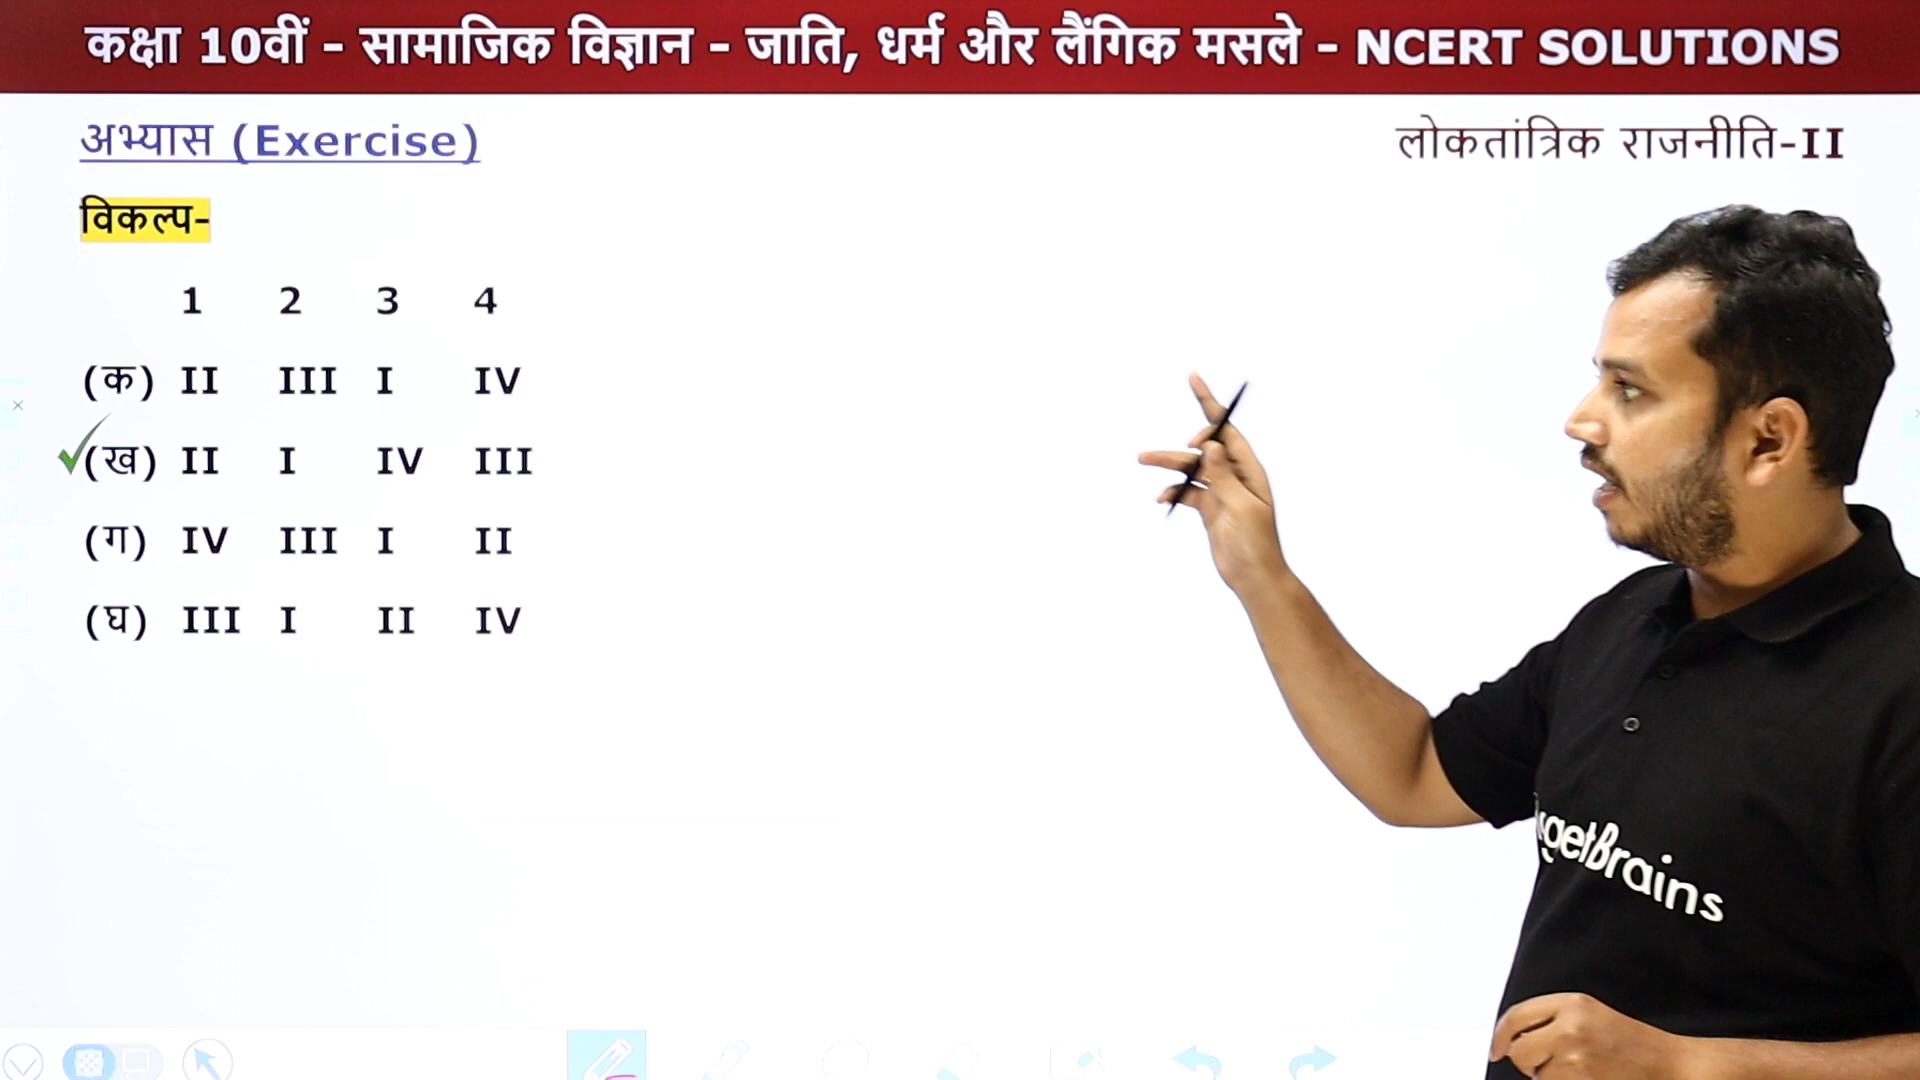 कक्षा 10वीं - सामाजिक विज्ञान - जाति, धर्म और लैंगिक मसले - NCERT SOLUTIONS
अभ्यास (Exercise)
लोकतांत्रिक राजनीति-II
विकल्प-
1 2 3 4
(क) II III I IV
(ख) II I IV III
(ग) IV III I II
(घ) III I II IV